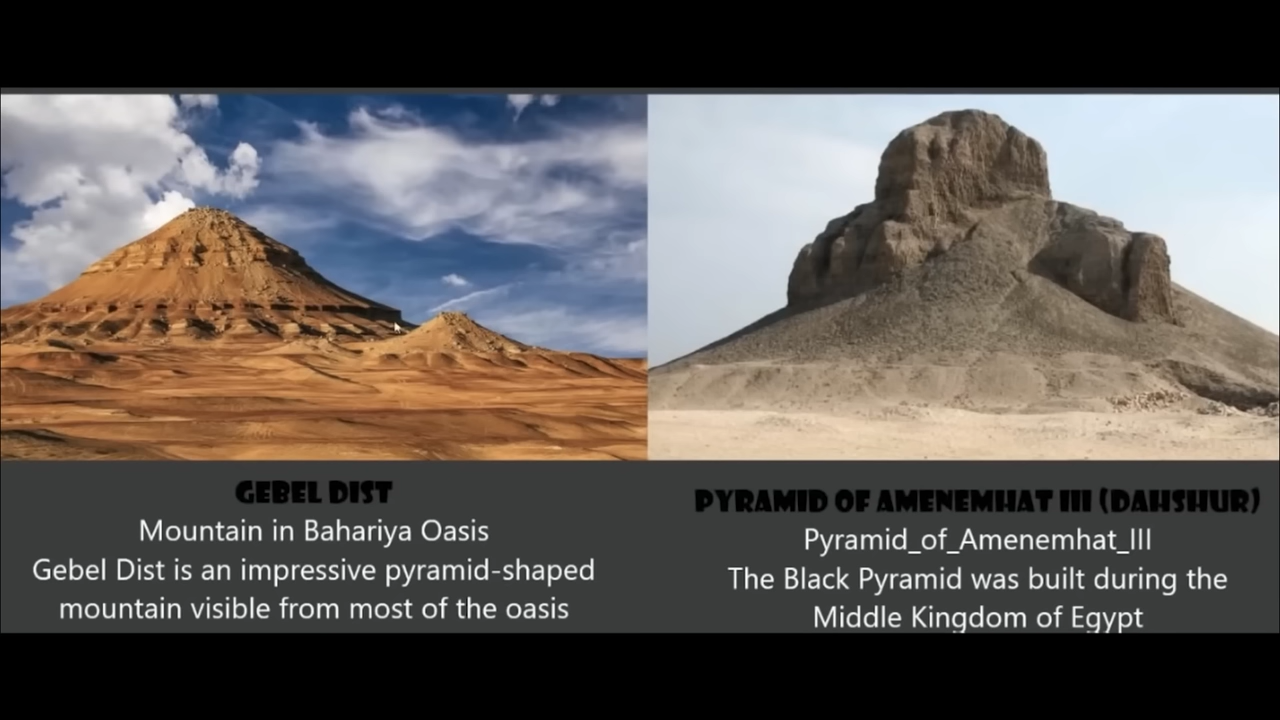 GEBEL DIST
Mountain in Bahariya Oasis
Gebel Dist is an impressive pyramid-shaped
mountain visible from most of the oasis
PYRAMID OF AMENEMHAT III (DAHSHUR)
Pyramid_of_Amenemhat_III
The Black Pyramid was built during the
Middle Kingdom of Egypt